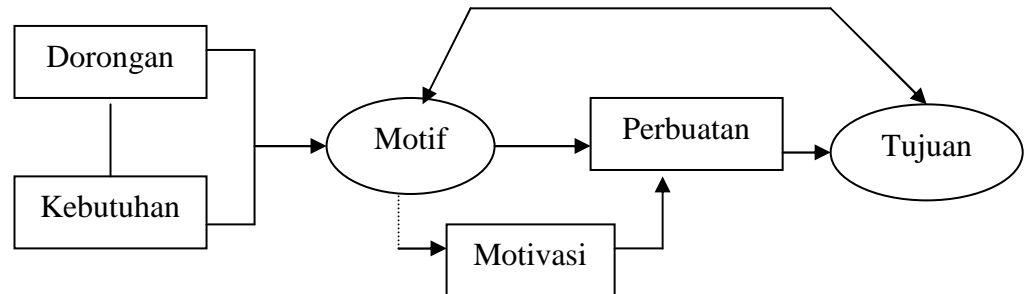 Dorongan
Kebutuhan
Motif
Motivasi
Perbuatan
Tujuan